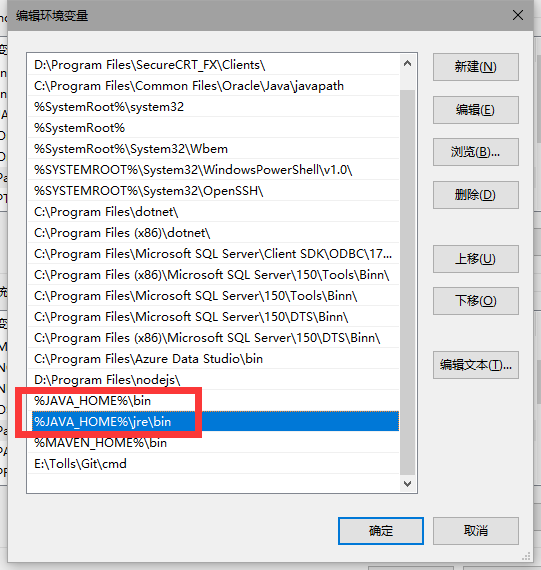 编辑环境变量
D:\Program Files\SecureCRT_FX\Clients\
C:\Program Files\Common Files\Oracle\Java\javapath
%SystemRoot%\system32
%SystemRoot%
%SystemRoot%\System32\Wbem
%SYSTEMROOT%\System32\WindowsPowerShell\v1.0\
%SYSTEMROOT%\System32\OpenSSH\
C:\Program Files\dotnet\
C:\Program Files (x86)\dotnet\
C:\Program Files\Microsoft SQL Server\Client SDK\ODBC\17...
C:\Program Files (x86)\Microsoft SQL Server\150\Tools\Binn\
C:\Program Files\Microsoft SQL Server\150\Tools\Binn\
C:\Program Files\Microsoft SQL Server\150\DTS\Binn\
C:\Program Files (x86)\Microsoft SQL Server\150\DTS\Binn\
C:\Program Files\Azure Data Studio\bin
D:\Program Files\nodejs\
%JAVA_HOME%\bin
%JAVA_HOME%\jre\bin
%MAVEN_HOME%\bin
E:\Tolls\Git\cmd
新建(N)
编辑(E)
浏览(B)...
删除(D)
上移(U)
下移(O)
编辑文本(T)...
确定
取消